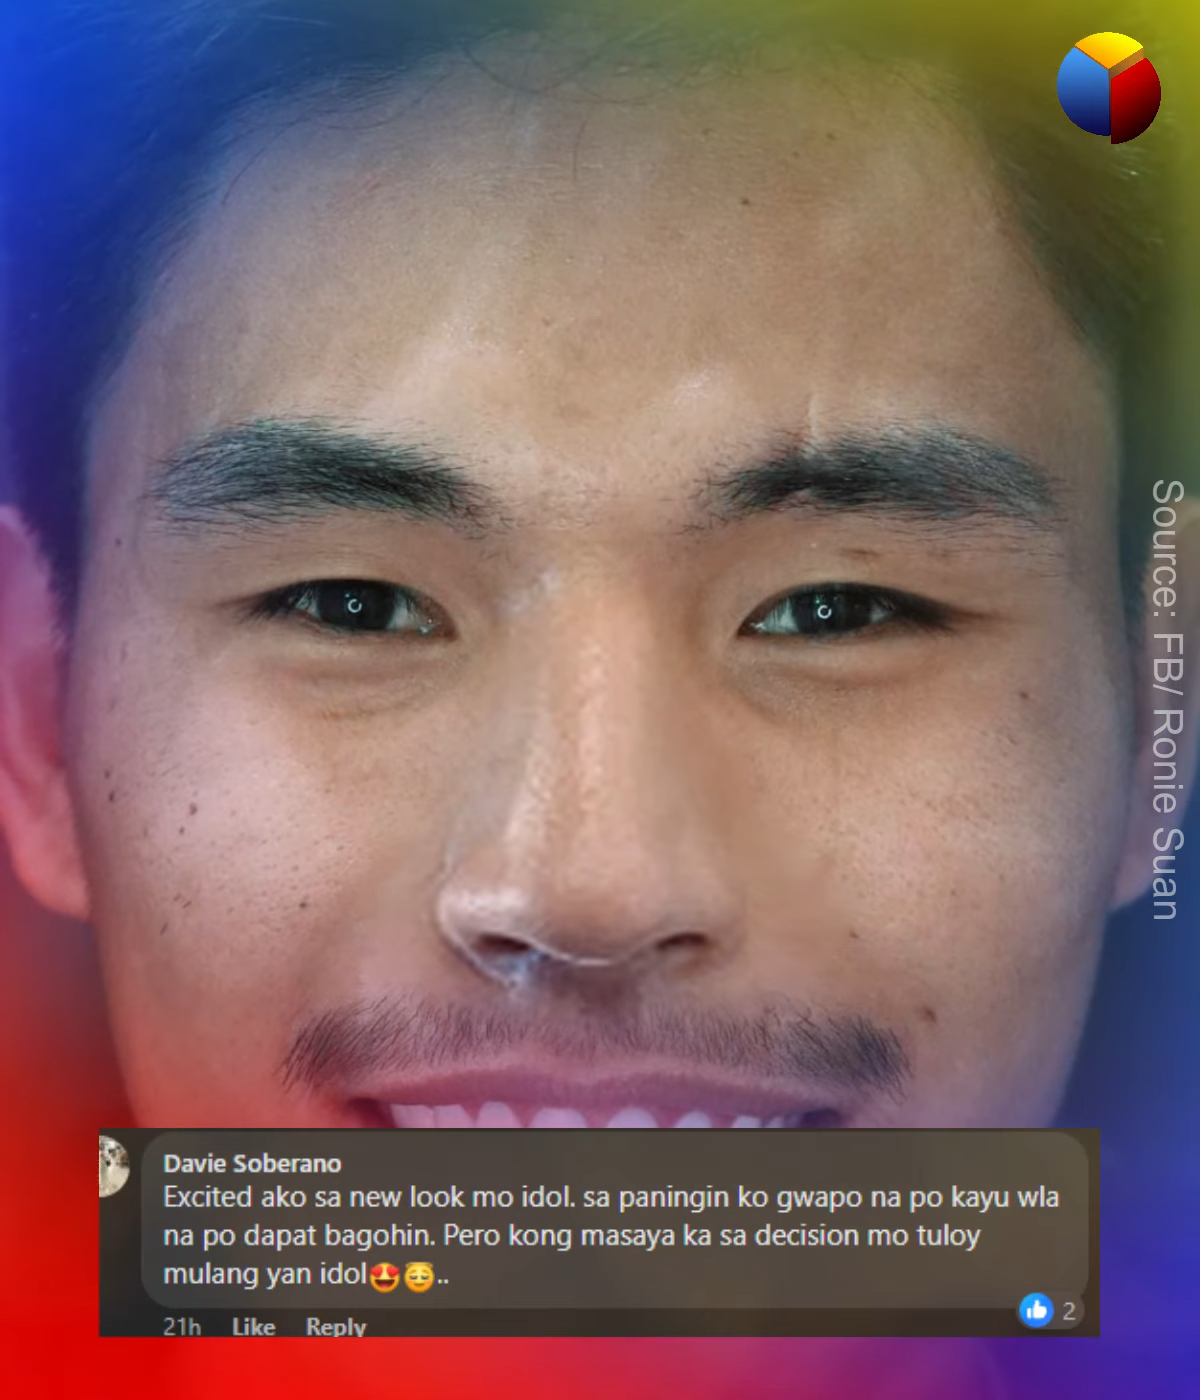 Source: FB/ Ronie Suan
Davie Soberano
Excited ako sa new look mo idol. sa paningin ko gwapo na po kayu wla
na po dapat bagohin. Pero kong masaya ka sa decision mo tuloy
mulang yan idol😍😇..
21h Like Reply 2